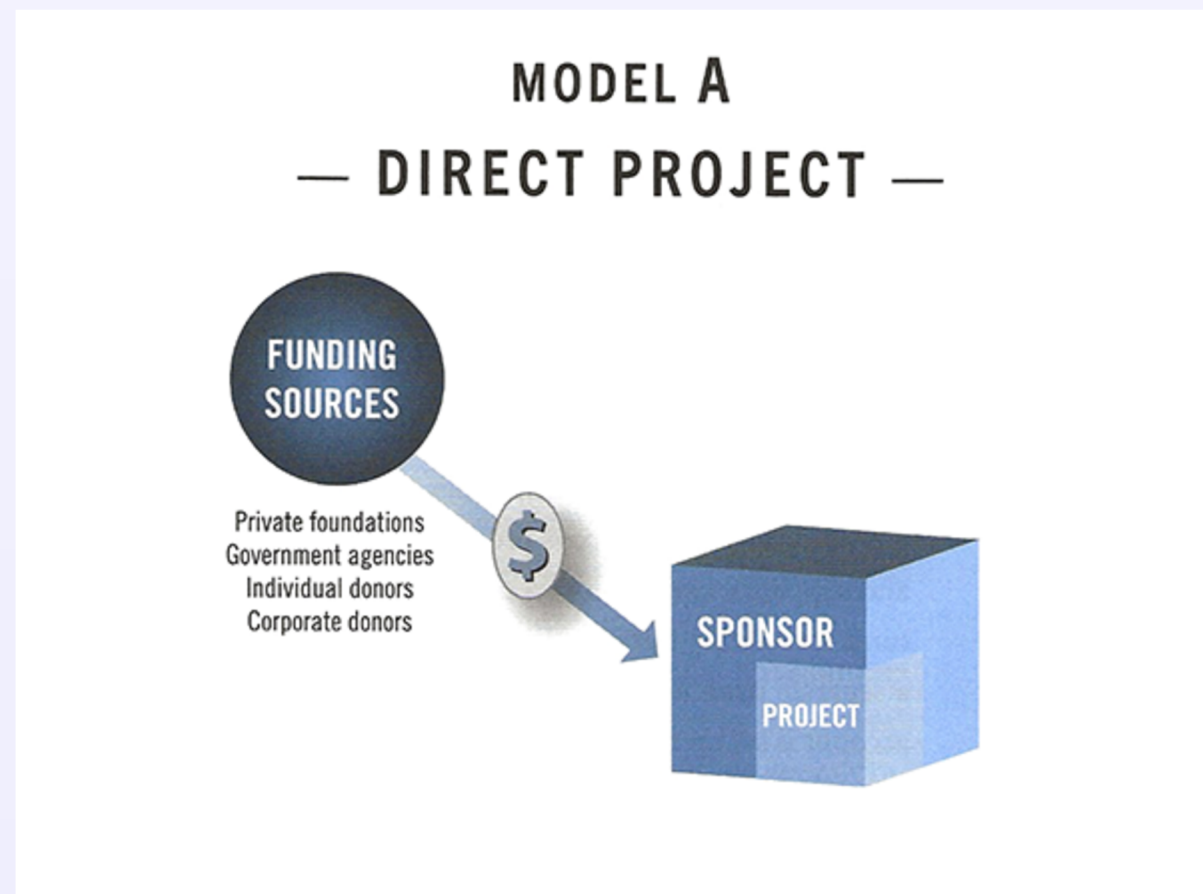 MODEL A
— DIRECT PROJECT —
FUNDING
SOURCES
Private foundations
Government agencies
Individual donors
Corporate donors
$
SPONSOR
PROJECT